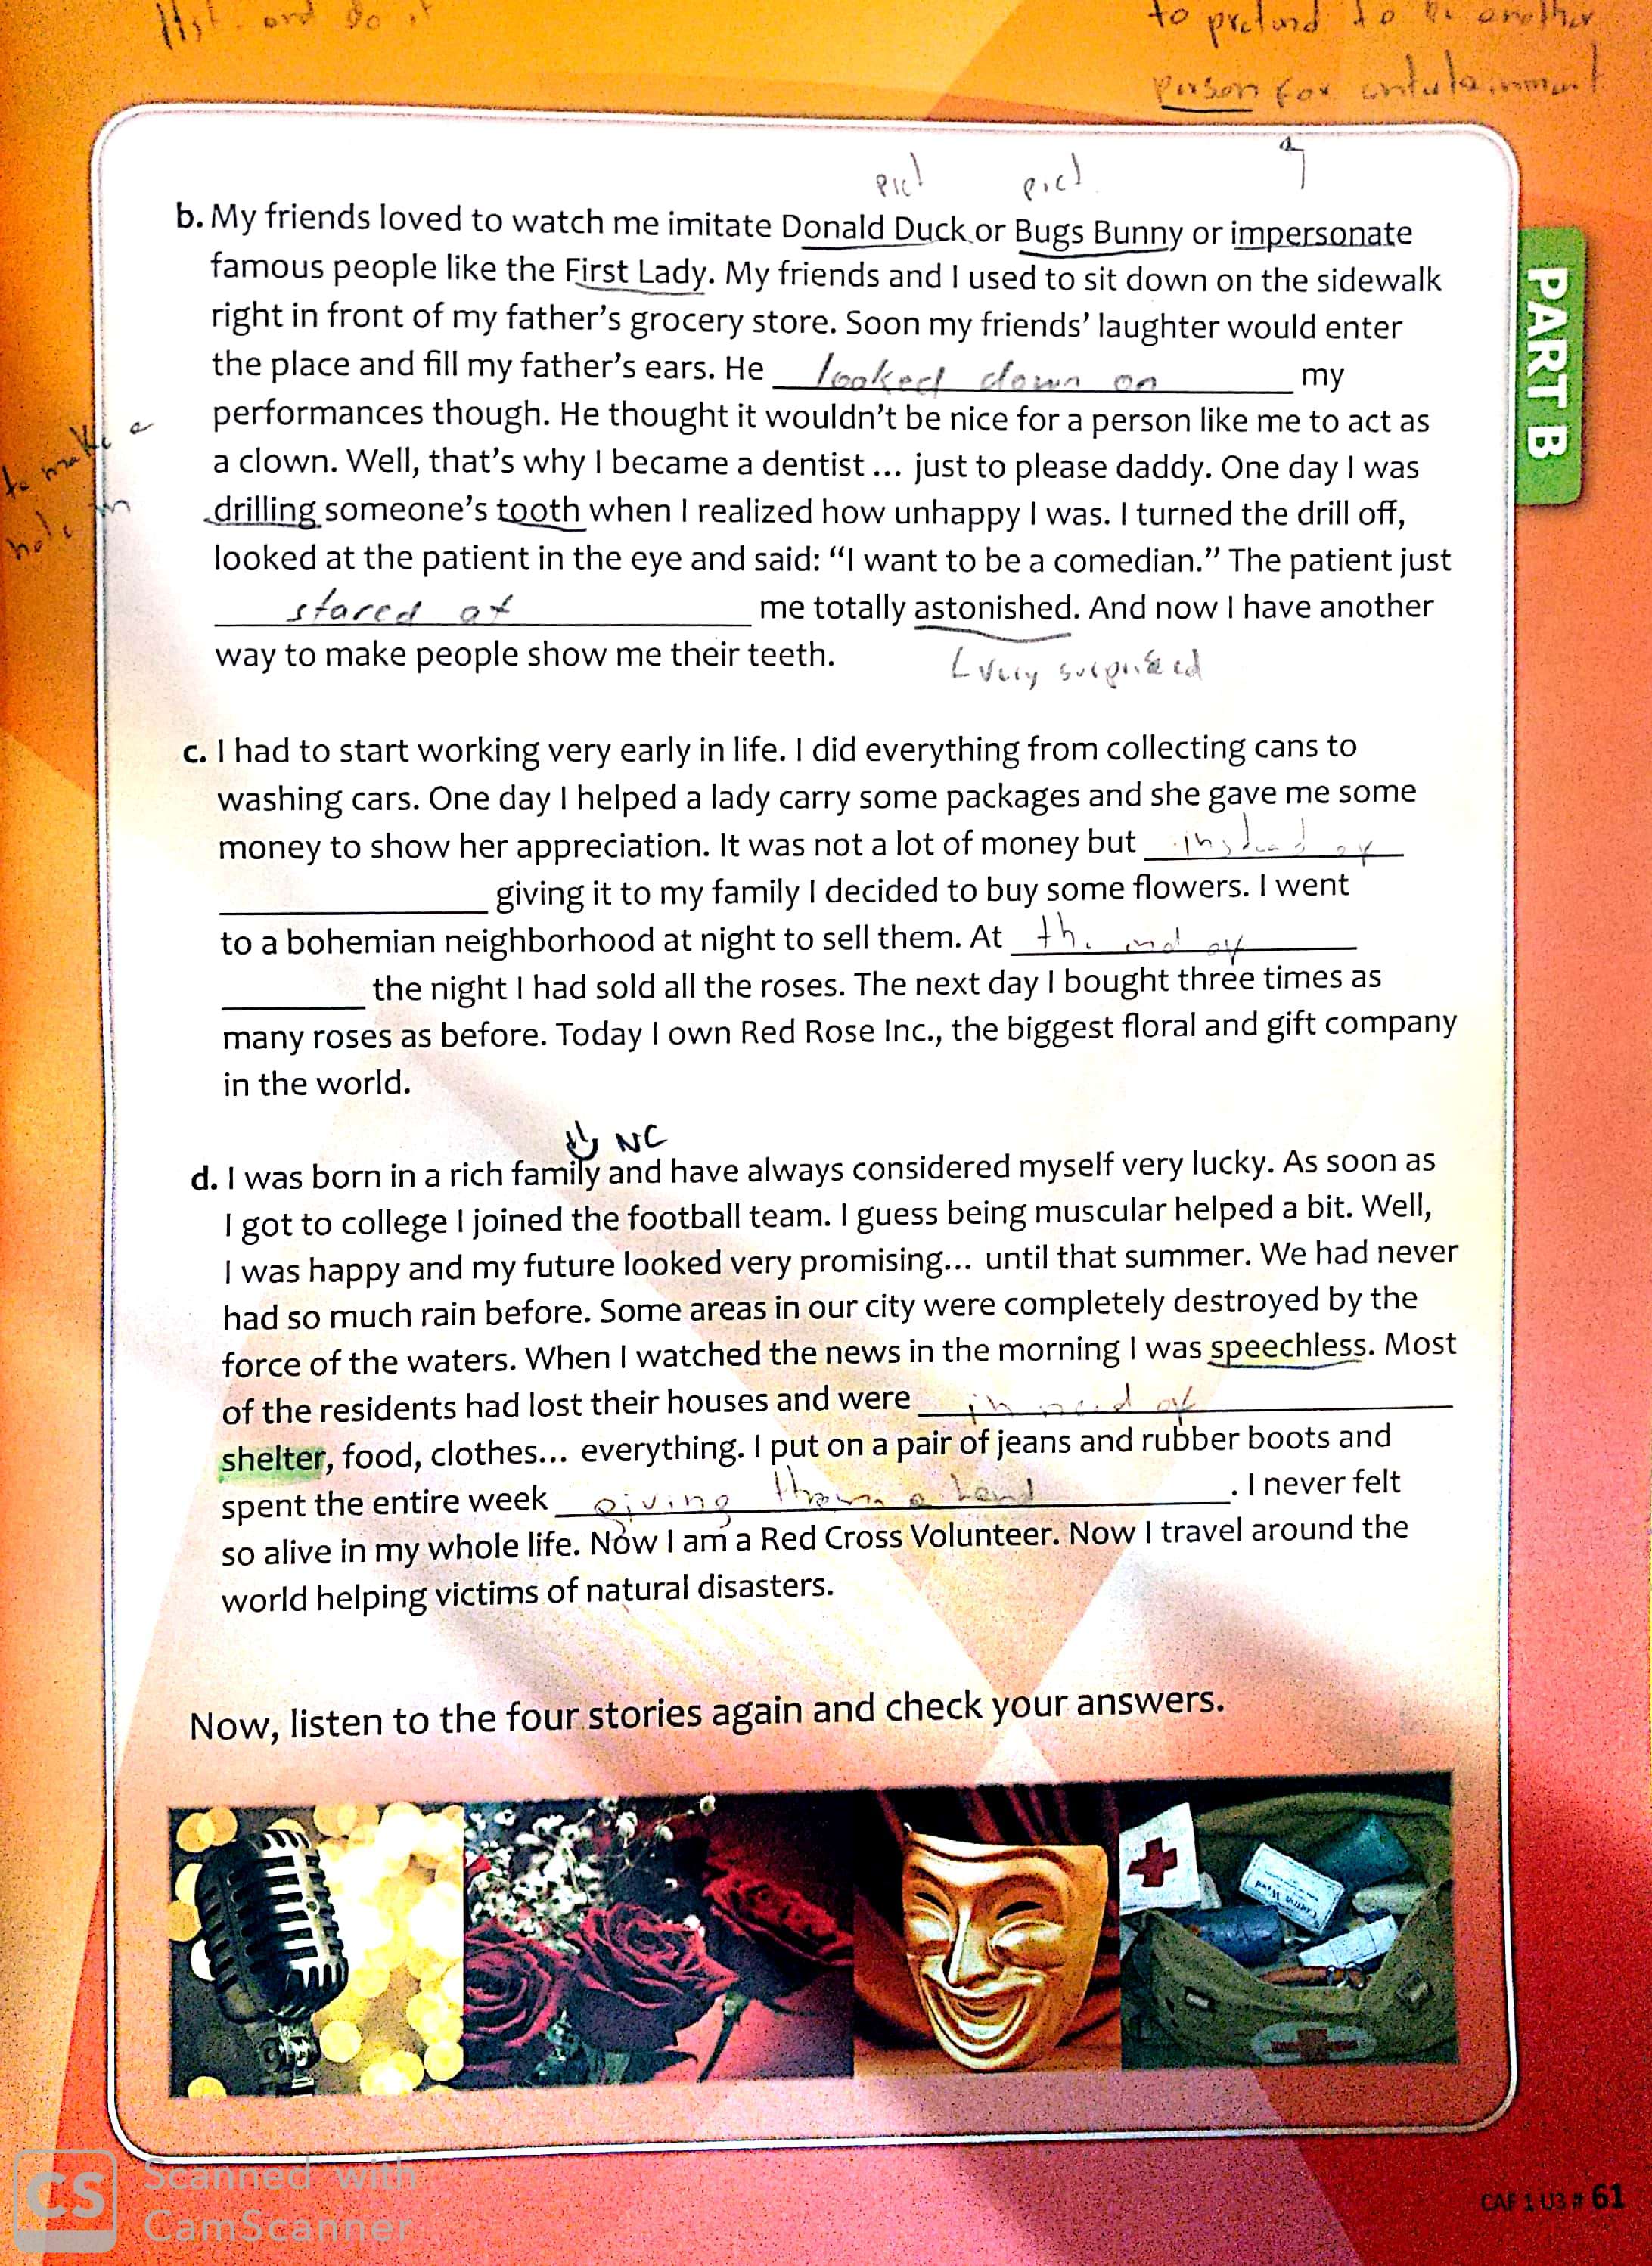 list. and do it
to pretend to be another
person for entertainment
pic! pic!
b. My friends loved to watch me imitate Donald Duck or Bugs Bunny or impersonate
famous people like the First Lady. My friends and I used to sit down on the sidewalk
right in front of my father's grocery store. Soon my friends' laughter would enter
the place and fill my father's ears. He looked down on my
performances though. He thought it wouldn't be nice for a person like me to act as
a clown. Well, that's why I became a dentist ... just to please daddy. One day I was
drilling someone's tooth when I realized how unhappy I was. I turned the drill off,
looked at the patient in the eye and said: "I want to be a comedian." The patient just
stared at me totally astonished. And now I have another
way to make people show me their teeth.
very surprised
to make a
hole in
PART B
c. I had to start working very early in life. I did everything from collecting cans to
washing cars. One day I helped a lady carry some packages and she gave me some
money to show her appreciation. It was not a lot of money but instead of
giving it to my family I decided to buy some flowers. I went
to a bohemian neighborhood at night to sell them. At the end of
the night I had sold all the roses. The next day I bought three times as
many roses as before. Today I own Red Rose Inc., the biggest floral and gift company
in the world.
NC
d. I was born in a rich family and have always considered myself very lucky. As soon as
I got to college I joined the football team. I guess being muscular helped a bit. Well,
I was happy and my future looked very promising... until that summer. We had never
had so much rain before. Some areas in our city were completely destroyed by the
force of the waters. When I watched the news in the morning I was speechless. Most
of the residents had lost their houses and were in need of
shelter, food, clothes... everything. I put on a pair of jeans and rubber boots and
spent the entire week giving them a hand. I never felt
so alive in my whole life. Now I am a Red Cross Volunteer. Now I travel around the
world helping victims of natural disasters.
Now, listen to the four stories again and check your answers.
CS Scanned with
CamScanner
CAF 1 U3 # 61